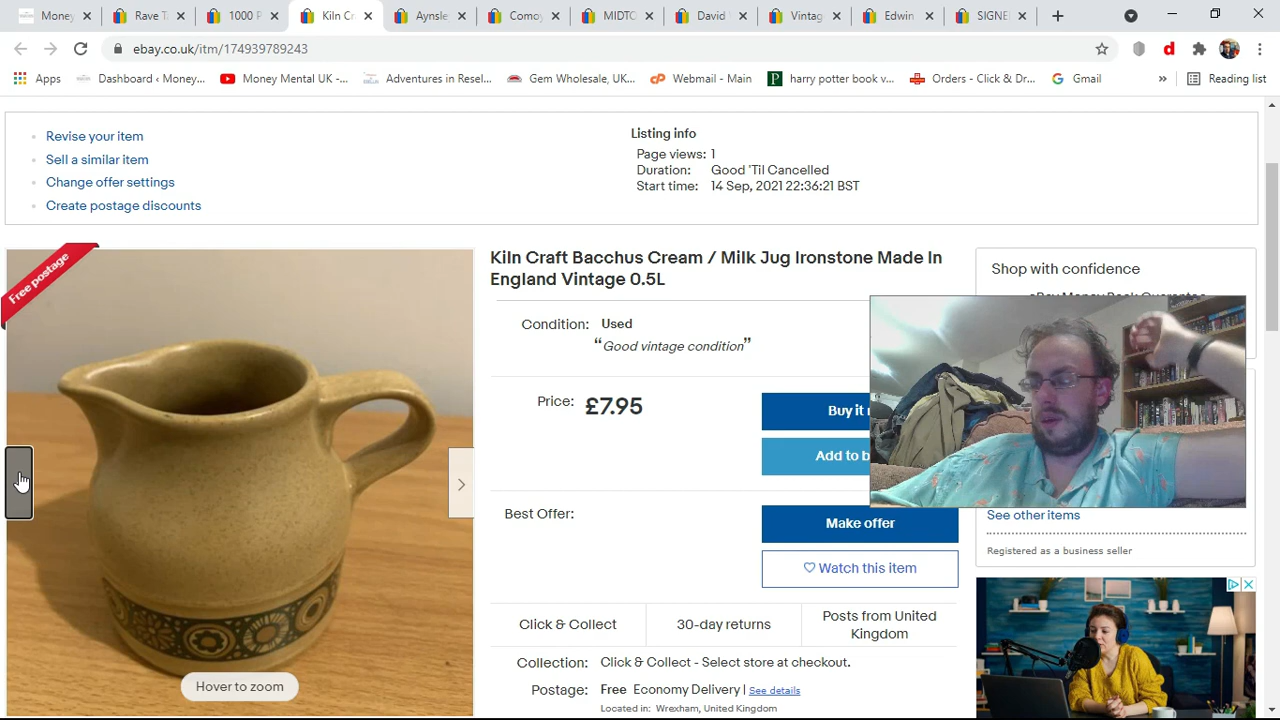 Money
Rave Ta
1000 P
Kiln Cr
Aynsle
Comoy
MIDTO
David
Vintag
Edwin
SIGNE
ebay.co.uk/itm/174939789243
Apps
Dashboard ‹ Money...
Money Mental UK -...
Adventures in Resel...
Gem Wholesale, UK...
Webmail - Main
harry potter book v...
Orders - Click & Dr...
Gmail
»
Reading list
Revise your item
Sell a similar item
Change offer settings
Create postage discounts
Listing info
Page views: 1
Duration: Good 'Til Cancelled
Start time: 14 Sep, 2021 22:36:21 BST
Free postage
Hover to zoom
Kiln Craft Bacchus Cream / Milk Jug Ironstone Made In
England Vintage 0.5L
Condition: Used
“Good vintage condition”
Price: £7.95
Buy it
Add to b
Best Offer:
Make offer
Watch this item
Click & Collect
30-day returns
Posts from United
Kingdom
Collection: Click & Collect - Select store at checkout.
Postage: Free Economy Delivery | See details
Located in: Wrexham, United Kingdom
Shop with confidence
See other items
Registered as a business seller